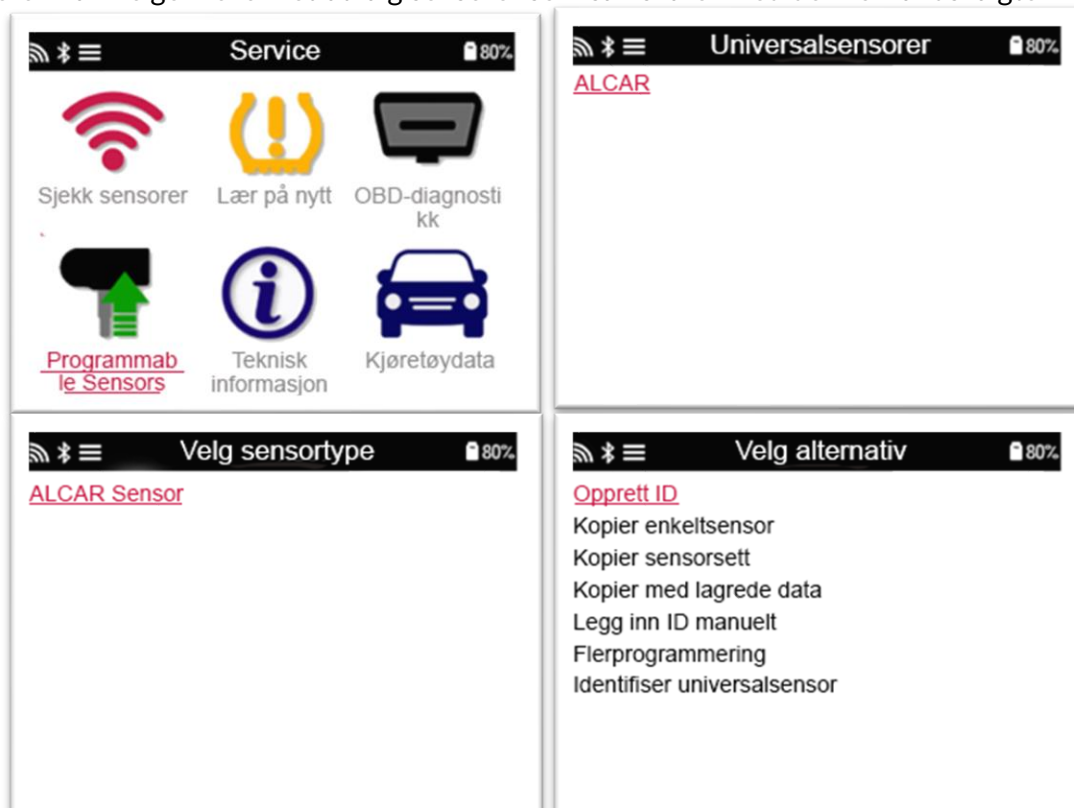 Service
80%
Sjekk sensorer
Lær på nytt
OBD-diagnosti
kk
Programmab
le Sensors
Teknisk
informasjon
Kjøretøydata
Universalsensorer
80%
ALCAR
Velg sensortype
80%
ALCAR Sensor
Velg alternativ
80%
Opprett ID
Kopier enkeltsensor
Kopier sensorsett
Kopier med lagrede data
Legg inn ID manuelt
Flerprogrammering
Identifiser universalsensor